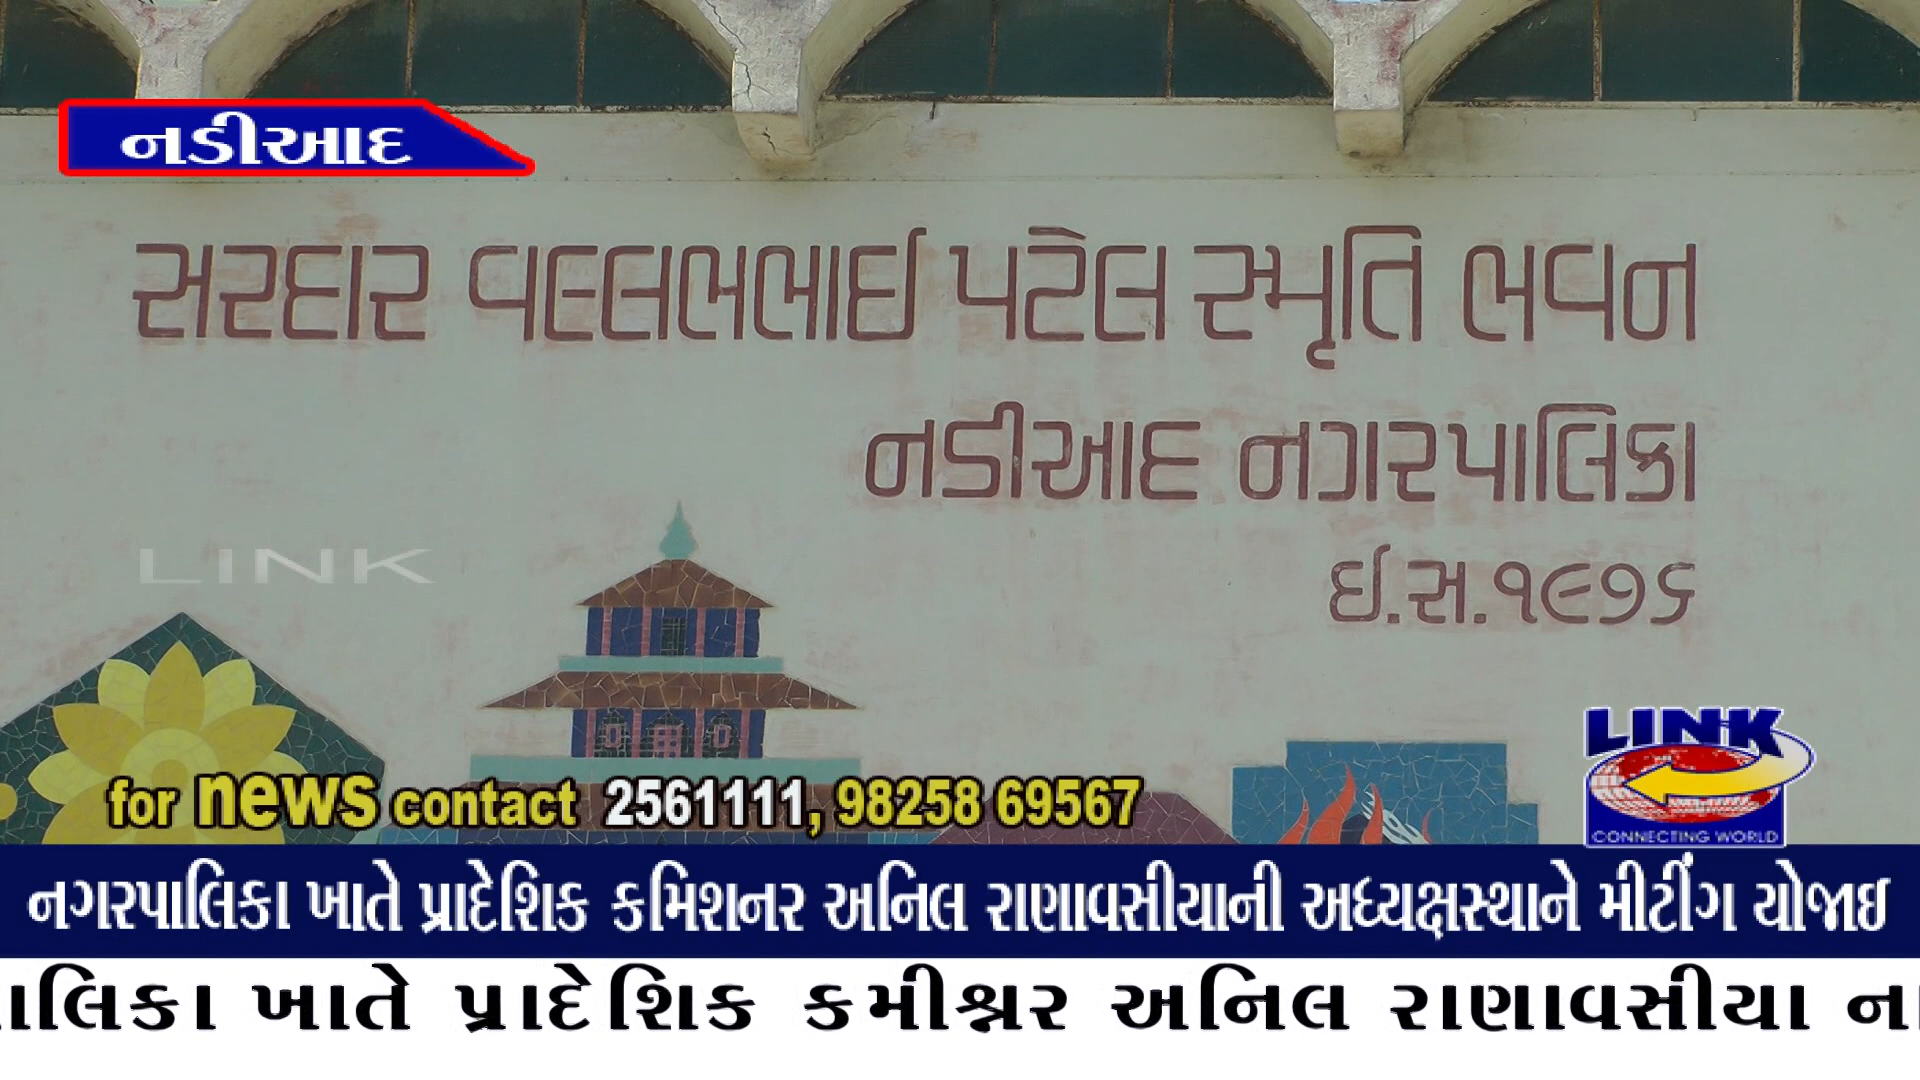 નડીઆદ
સરદાર વલ્લભભાઈ પટેલ સ્મૃતિ ભવન
નડીઆદ નગરપાલિકા
ઇ.સ.૧૯૭૬
LINK
LINK
CONNECTING WORLD
for news contact 2561111, 98258 69567
નગરપાલિકા ખાતે પ્રાદેશિક કમિશનર અનિલ રાણાવસીયાની અધ્યક્ષસ્થાને મીટીંગ યોજાઇ
ાલિકા ખાતે પ્રાદેશિક કમીશ્નર અનિલ રાણાવસીયા ના